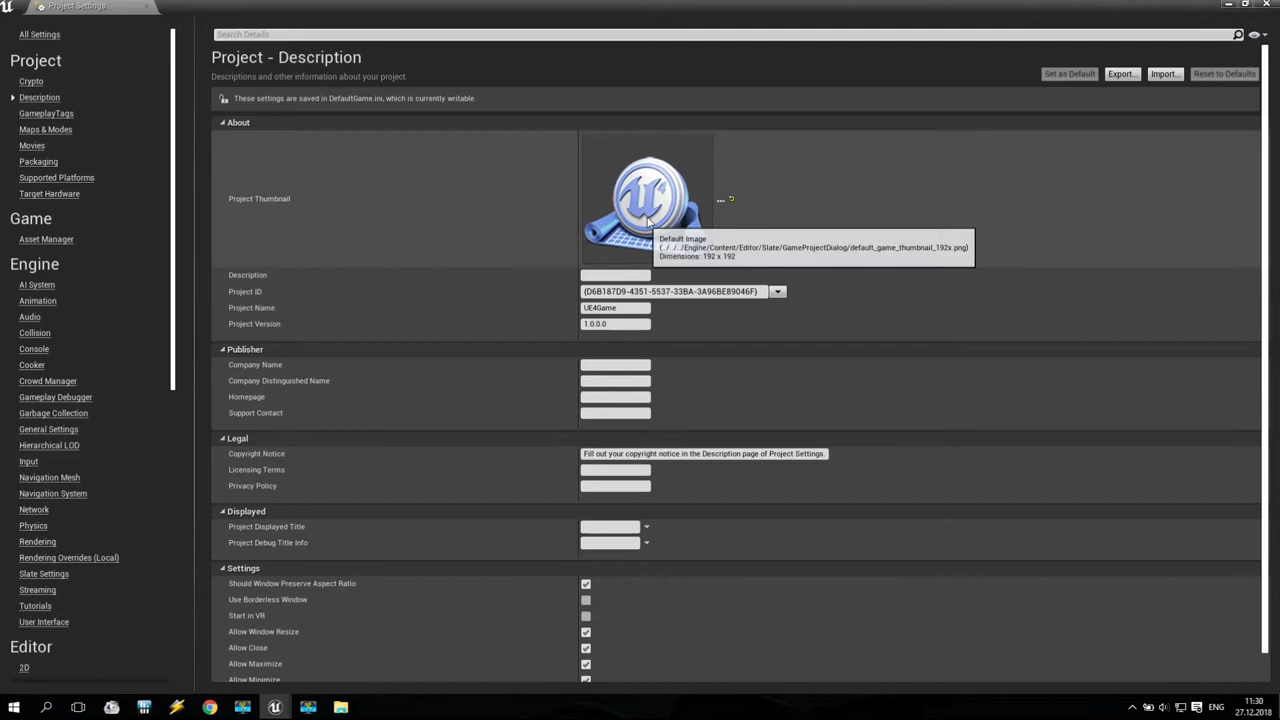 Project Settings
All Settings
Project
Crypto
Description
GameplayTags
Maps & Modes
Movies
Packaging
Supported Platforms
Target Hardware
Game
Asset Manager
Engine
AI System
Animation
Audio
Collision
Console
Cooker
Crowd Manager
Gameplay Debugger
Garbage Collection
General Settings
Hierarchical LOD
Input
Navigation Mesh
Navigation System
Network
Physics
Rendering
Rendering Overrides (Local)
Slate Settings
Streaming
Tutorials
User Interface
Editor
2D
Search Details
Project - Description
Descriptions and other information about your project.
Set as Default Export... Import... Reset to Defaults
These settings are saved in DefaultGame.ini, which is currently writable.
About
Project Thumbnail
...
Default Image
(../../../Engine/Content/Editor/Slate/GameProjectDialog/default_game_thumbnail_192x.png)
Dimensions: 192 x 192
Description
Project ID {D6B187D9-4351-5537-33BA-3A96BE89046F}
Project Name UE4Game
Project Version 1.0.0.0
Publisher
Company Name
Company Distinguished Name
Homepage
Support Contact
Legal
Copyright Notice Fill out your copyright notice in the Description page of Project Settings.
Licensing Terms
Privacy Policy
Displayed
Project Displayed Title
Project Debug Title Info
Settings
Should Window Preserve Aspect Ratio
Use Borderless Window
Start in VR
Allow Window Resize
Allow Close
Allow Maximize
Allow Minimize
ENG
11:30
27.12.2018